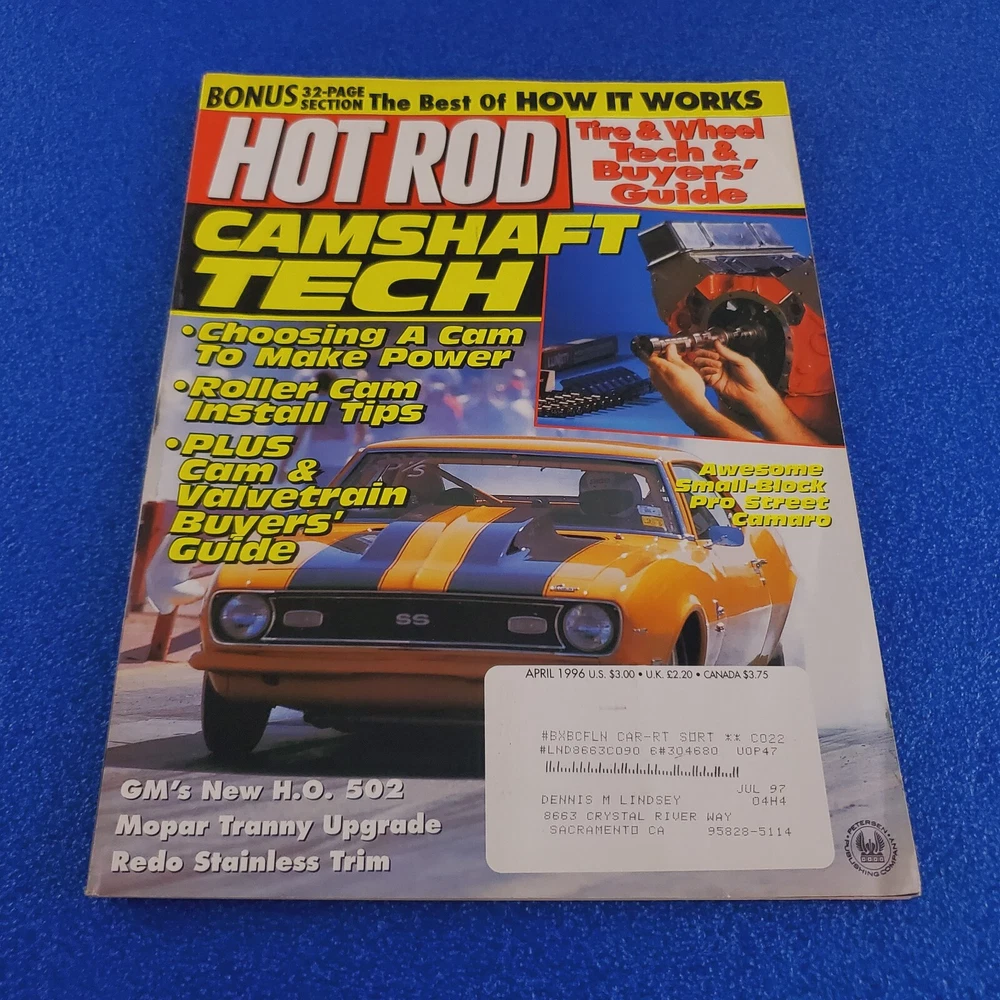 BONUS 32-PAGE SECTION The Best Of HOW IT WORKS
HOT ROD
Tire & Wheel
Tech &
Buyers'
Guide
CAMSHAFT
TECH
•Choosing A Cam
To Make Power
•Roller Cam
Install Tips
•PLUS
Cam &
Valvetrain
Buyers'
Guide
Awesome
Small-Block
Pro Street
Camaro
SS
APRIL 1996 U.S. $3.00 • U.K. £2.20 • CANADA $3.75
#BXBCFLN CAR-RT SORT ** C022
#LND8663C090 6#304680 UOP47
JUL 97
DENNIS M LINDSEY 04H4
8663 CRYSTAL RIVER WAY
SACRAMENTO CA 95828-5114
GM's New H.O. 502
Mopar Tranny Upgrade
Redo Stainless Trim
PETERSEN
PUBLISHING COMPANY